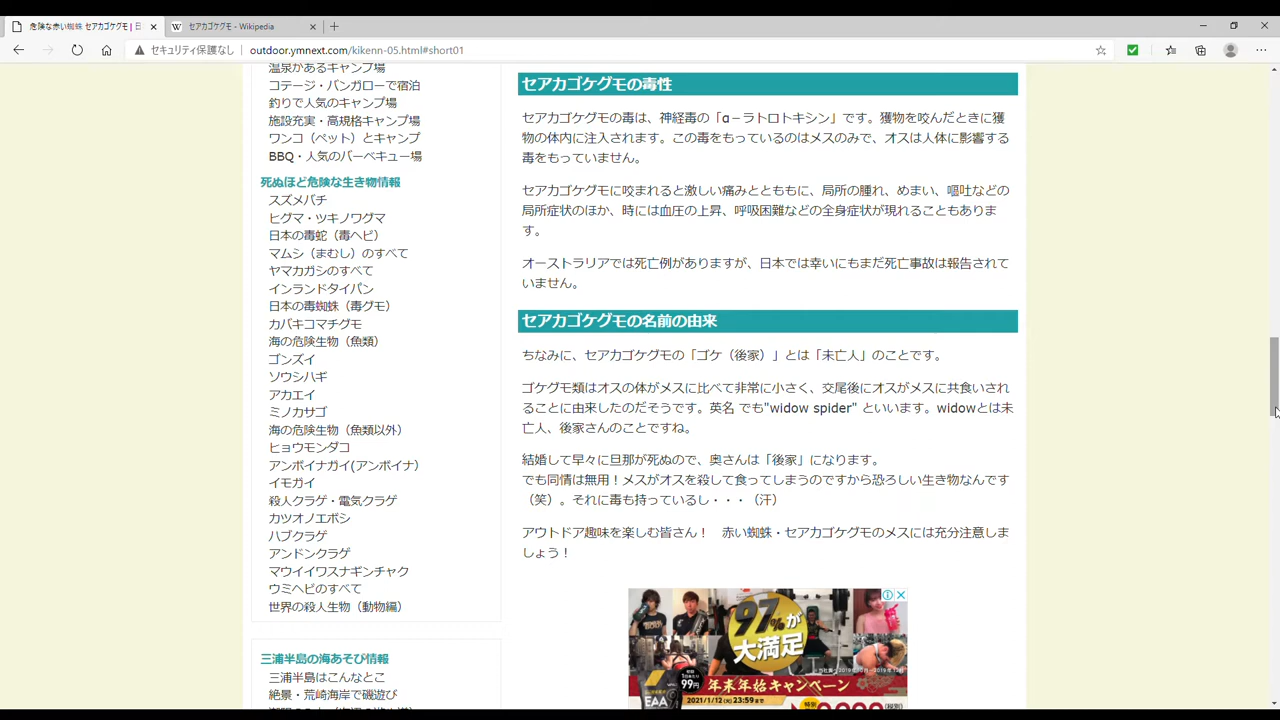 危険な赤い蜘蛛 セアカゴケグモ | 日
セアカゴケグモ - Wikipedia
セキュリティ保護なし
outdoor.ymnext.com/kikenn-05.html#short01
温泉があるキャンプ場
コテージ・バンガローで宿泊
釣りで人気のキャンプ場
施設充実・高規格キャンプ場
ワンコ（ペット）とキャンプ
BBQ・人気のバーベキュー場
死ぬほど危険な生き物情報
スズメバチ
ヒグマ・ツキノワグマ
日本の毒蛇（毒ヘビ）
マムシ（まむし）のすべて
ヤマカガシのすべて
インランドタイパン
日本の毒蜘蛛（毒グモ）
カバキコマチグモ
海の危険生物（魚類）
ゴンズイ
ソウシハギ
アカエイ
ミノカサゴ
海の危険生物（魚類以外）
ヒョウモンダコ
アンボイナガイ(アンボイナ）
イモガイ
殺人クラゲ・電気クラゲ
カツオノエボシ
ハブクラゲ
アンドンクラゲ
マウイイワスナギンチャク
ウミヘビのすべて
世界の殺人生物（動物編）
三浦半島の海あそび情報
三浦半島はこんなとこ
絶景・荒崎海岸で磯遊び
セアカゴケグモの毒性
セアカゴケグモの毒は、神経毒の「α－ラトロトキシン」です。獲物を咬んだときに獲
物の体内に注入されます。この毒をもっているのはメスのみで、オスは人体に影響する
毒をもっていません。
セアカゴケグモに咬まれると激しい痛みとともに、局所の腫れ、めまい、嘔吐などの
局所症状のほか、時には血圧の上昇、呼吸困難などの全身症状が現れることもありま
す。
オーストラリアでは死亡例がありますが、日本では幸いにもまだ死亡事故は報告されて
いません。
セアカゴケグモの名前の由来
ちなみに、セアカゴケグモの「ゴケ（後家）」とは「未亡人」のことです。
ゴケグモ類はオスの体がメスに比べて非常に小さく、交尾後にオスがメスに共食いされ
ることに由来したのだそうです。英名 でも"widow spider" といいます。widowとは未
亡人、後家さんのことですね。
結婚して早々に旦那が死ぬので、奥さんは「後家」になります。
でも同情は無用！メスがオスを殺して食ってしまうのですから恐ろしい生き物なんです
（笑）。それに毒も持っているし・・・（汗）
アウトドア趣味を楽しむ皆さん！　赤い蜘蛛・セアカゴケグモのメスには充分注意しま
しょう！
97%が
大満足
99円
年末年始キャンペーン
EAA
2021/1/12(火)23:59まで